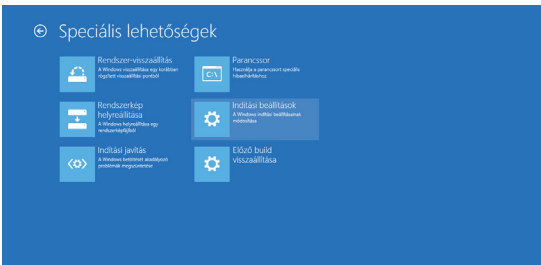 Speciális lehetőségek
Rendszer-visszaállítás
A Windows visszaállítása egy korábban
rögzített visszaállítási pontból
Rendszerkép
helyreállítása
A Windows helyreállítása egy
rendszerképfájlból
Indítási javítás
A Windows betöltését akadályozó
problémák megszüntetése
Parancssor
C:\
Használja a parancssort speciális
hibaelhárításhoz
Indítási beállítások
A Windows indítási beállításainak
módosítása
Előző build
visszaállítása